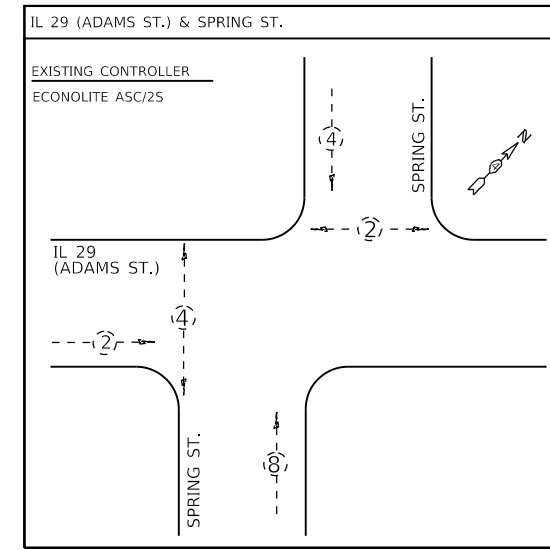 IL 29 (ADAMS ST.) & SPRING ST.
EXISTING CONTROLLER
ECONOLITE ASC/2S
4
SPRING ST.
N
2
IL 29
(ADAMS ST.)
4
2
8
SPRING ST.